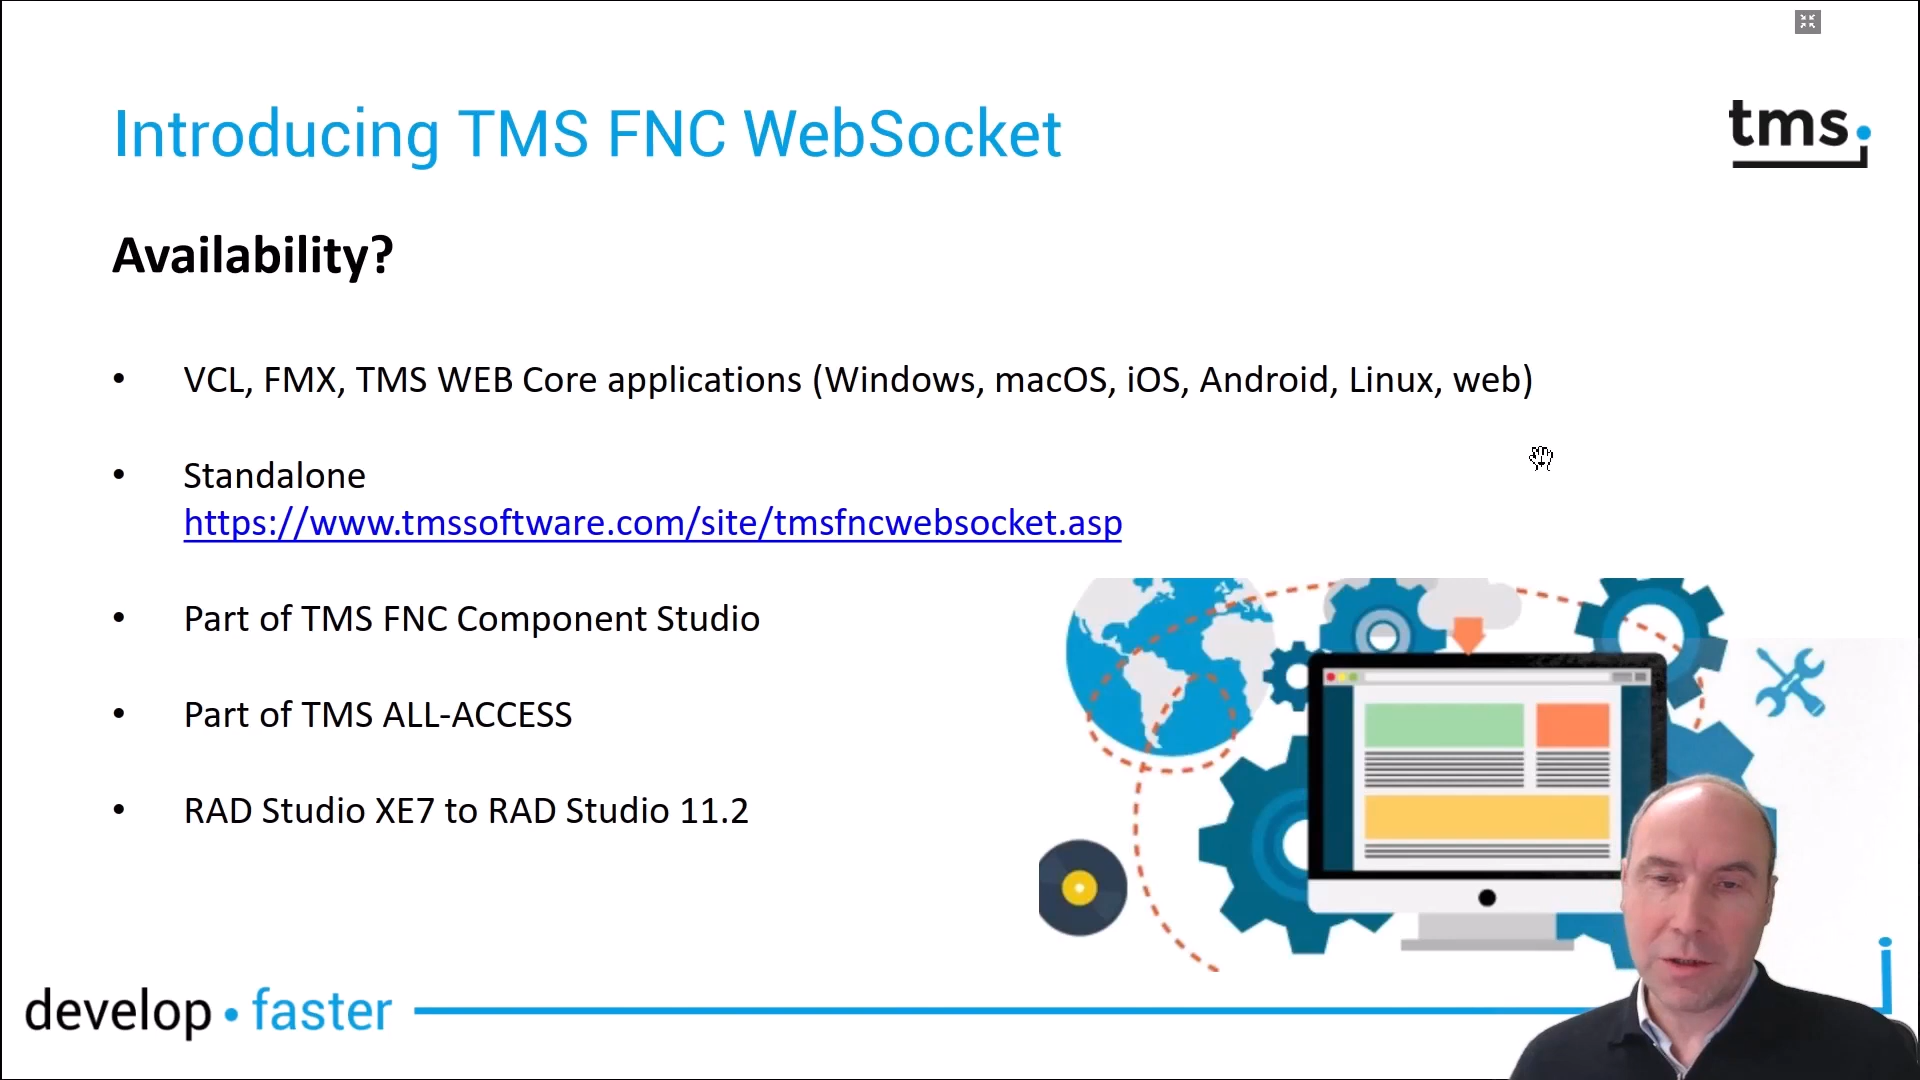 Introducing TMS FNC WebSocket
tms
Availability?
• VCL, FMX, TMS WEB Core applications (Windows, macOS, iOS, Android, Linux, web)
• Standalone
https://www.tmssoftware.com/site/tmsfncwebsocket.asp
• Part of TMS FNC Component Studio
• Part of TMS ALL-ACCESS
• RAD Studio XE7 to RAD Studio 11.2
develop • faster